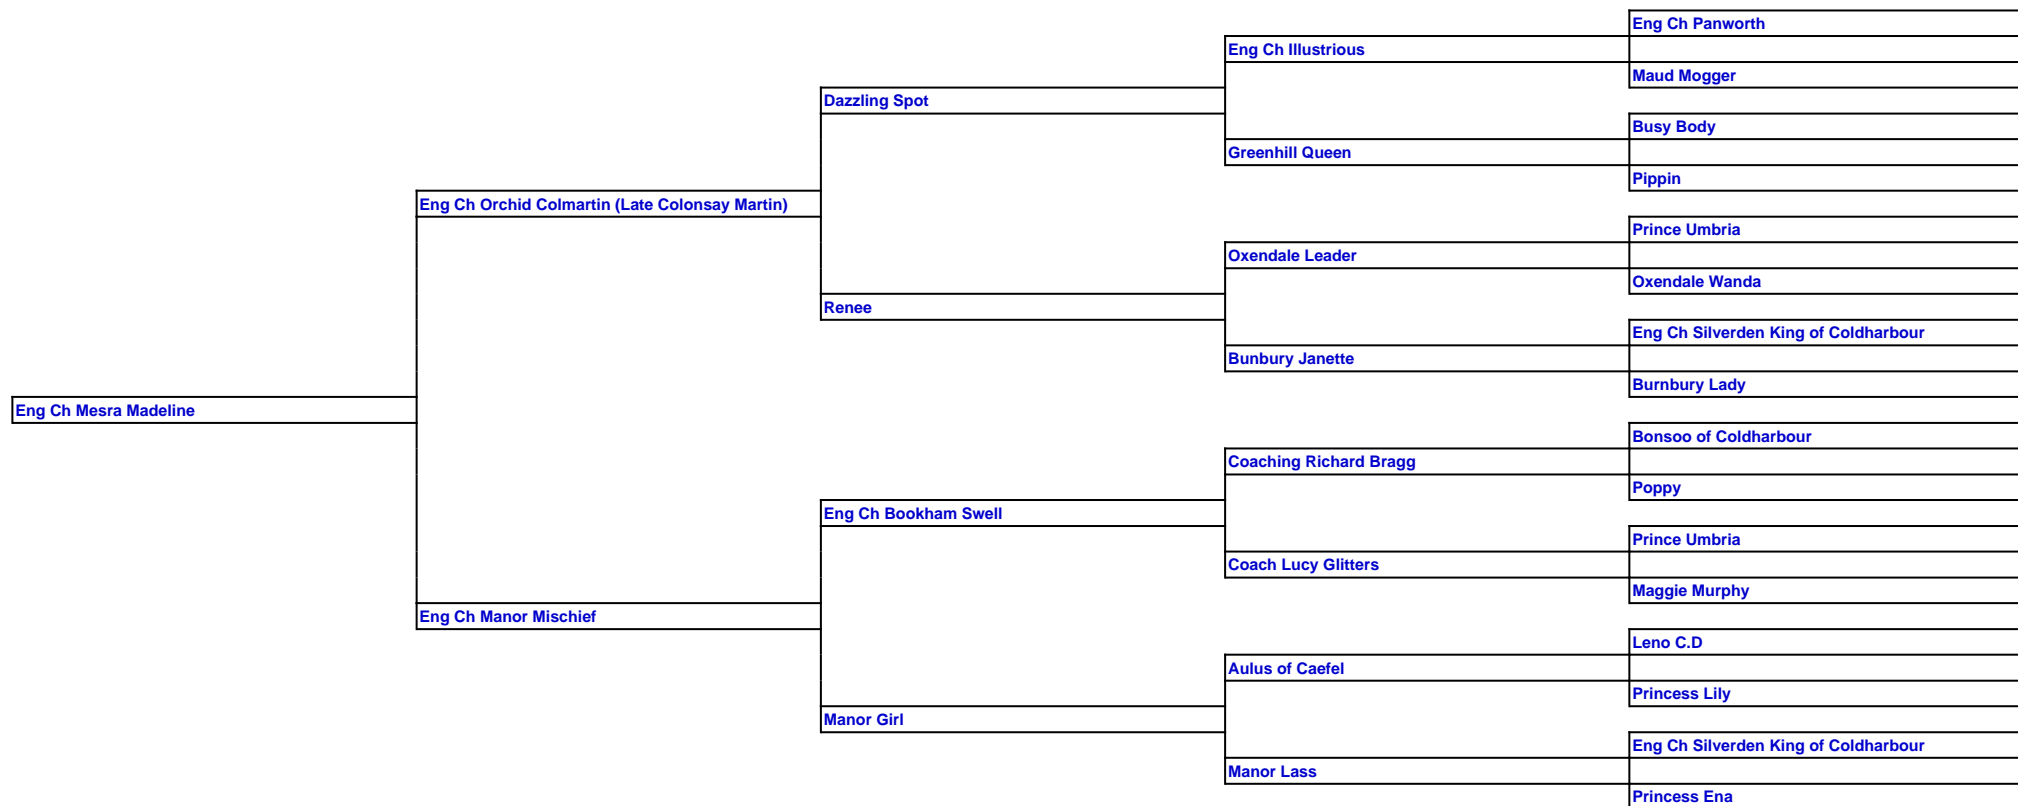 Eng Ch Panworth
Eng Ch Illustrious
Maud Mogger
Dazzling Spot
Busy Body
Greenhill Queen
Pippin
Eng Ch Orchid Colmartin (Late Colonsay Martin)
Prince Umbria
Oxendale Leader
Oxendale Wanda
Renee
Eng Ch Silverden King of Coldharbour
Bunbury Janette
Burnbury Lady
Eng Ch Mesra Madeline
Bonsoo of Coldharbour
Coaching Richard Bragg
Poppy
Eng Ch Bookham Swell
Prince Umbria
Coach Lucy Glitters
Maggie Murphy
Eng Ch Manor Mischief
Leno C.D
Aulus of Caefel
Princess Lily
Manor Girl
Eng Ch Silverden King of Coldharbour
Manor Lass
Princess Ena